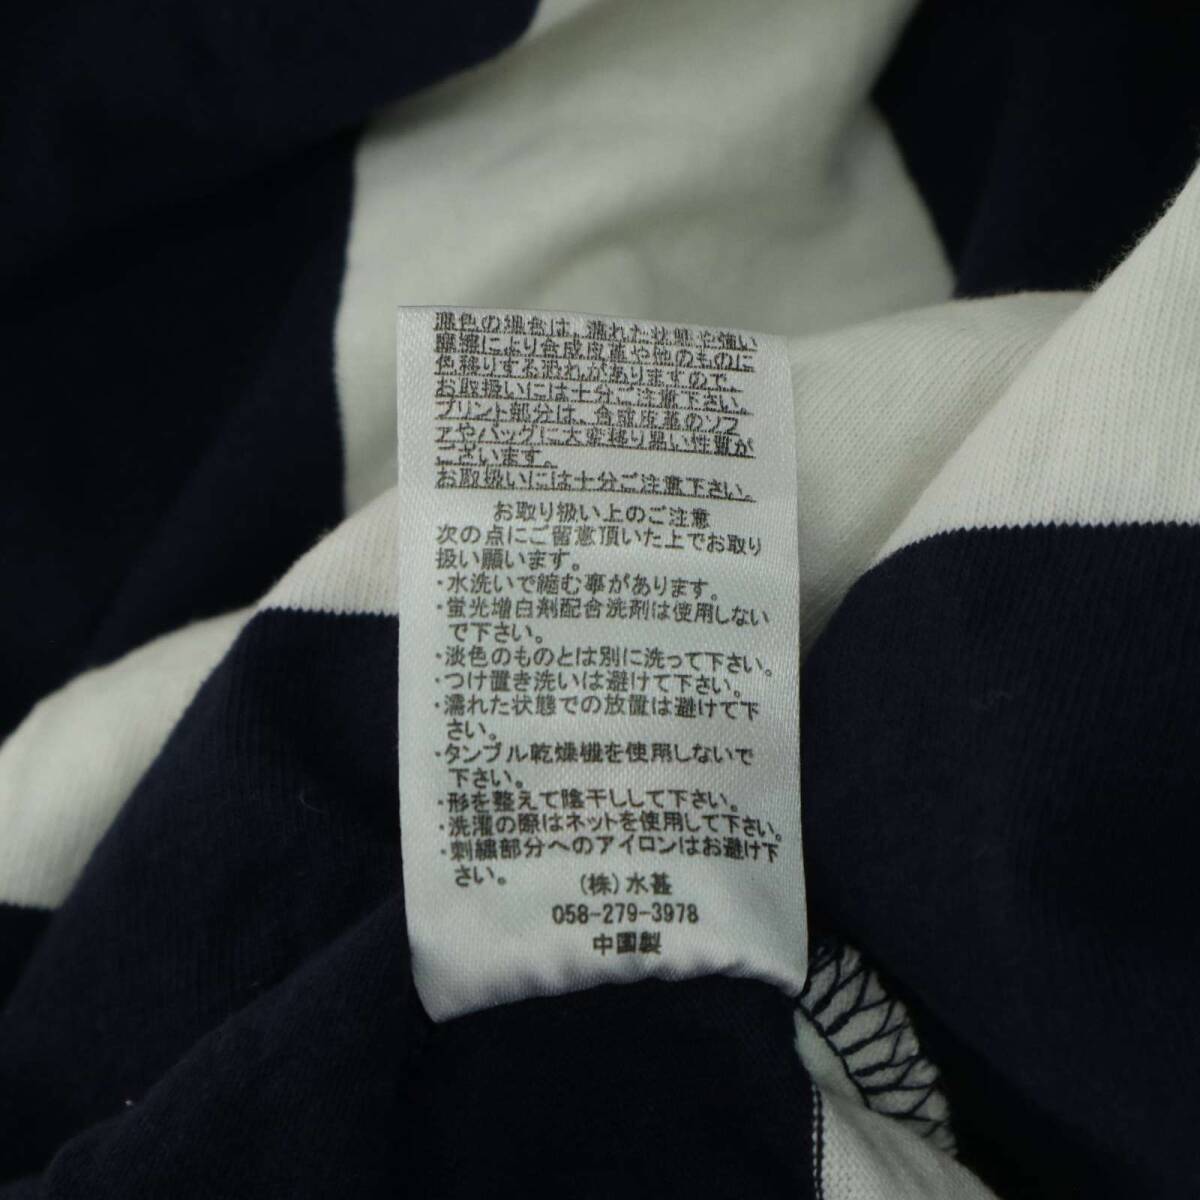 濃色の場合は、濡れた状態や強い
摩擦により合成皮革や他のものに
色移りする恐れがありますので、
お取扱いには十分ご注意下さい。
プリント部分は、合成皮革のソフ
ァやバッグに大変移り易い性質が
ございます。
お取扱いには十分ご注意下さい。
お取り扱い上のご注意
次の点にご留意頂いた上でお取り
扱い願います。
・水洗いで縮む事があります。
・蛍光増白剤配合洗剤は使用しない
で下さい。
・淡色のものとは別に洗って下さい。
・つけ置き洗いは避けて下さい。
・濡れた状態での放置は避けて下
さい。
・タンブル乾燥機を使用しないで
下さい。
・形を整えて陰干しして下さい。
・洗濯の際はネットを使用して下さい。
・刺繍部分へのアイロンはお避け下
さい。
(株)水甚
058-279-3978
中国製